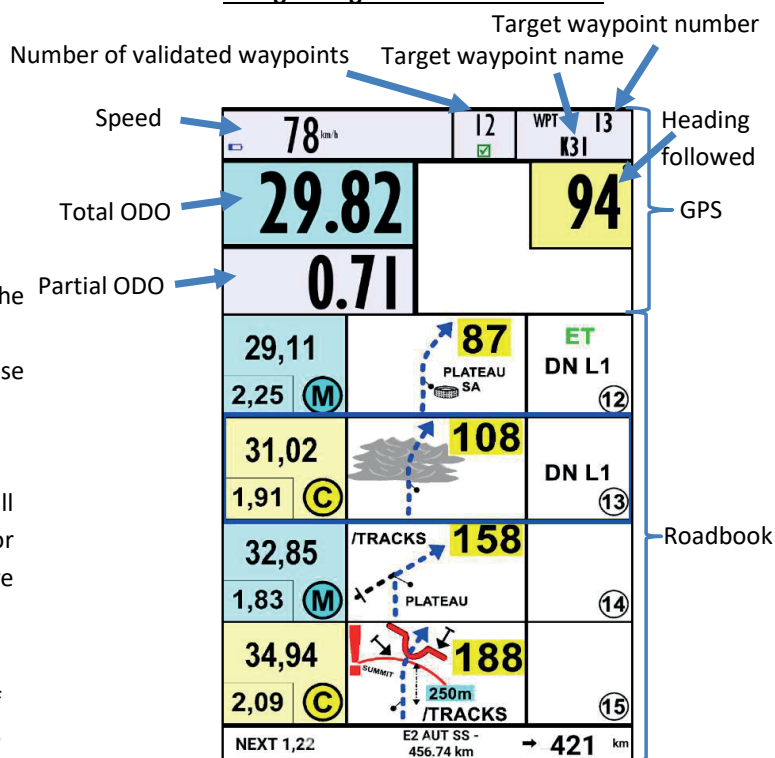 Target waypoint number
Number of validated waypoints
Target waypoint name
Speed
78 km/h
12
WPT 13
K31
Heading
followed
Total ODO
29.82
94
GPS
Partial ODO
0.71
he
se
ll
or
e
29,11
2,25 M
87
PLATEAU
SA
ET
DN L1
12
31,02
1,91 C
108
DN L1
13
32,85
1,83 M
/TRACKS
158
PLATEAU
14
34,94
2,09 C
!
SUMMIT
188
250m
/TRACKS
15
Roadbook
NEXT 1,22
E2 AUT SS -
456.74 km
→ 421 km